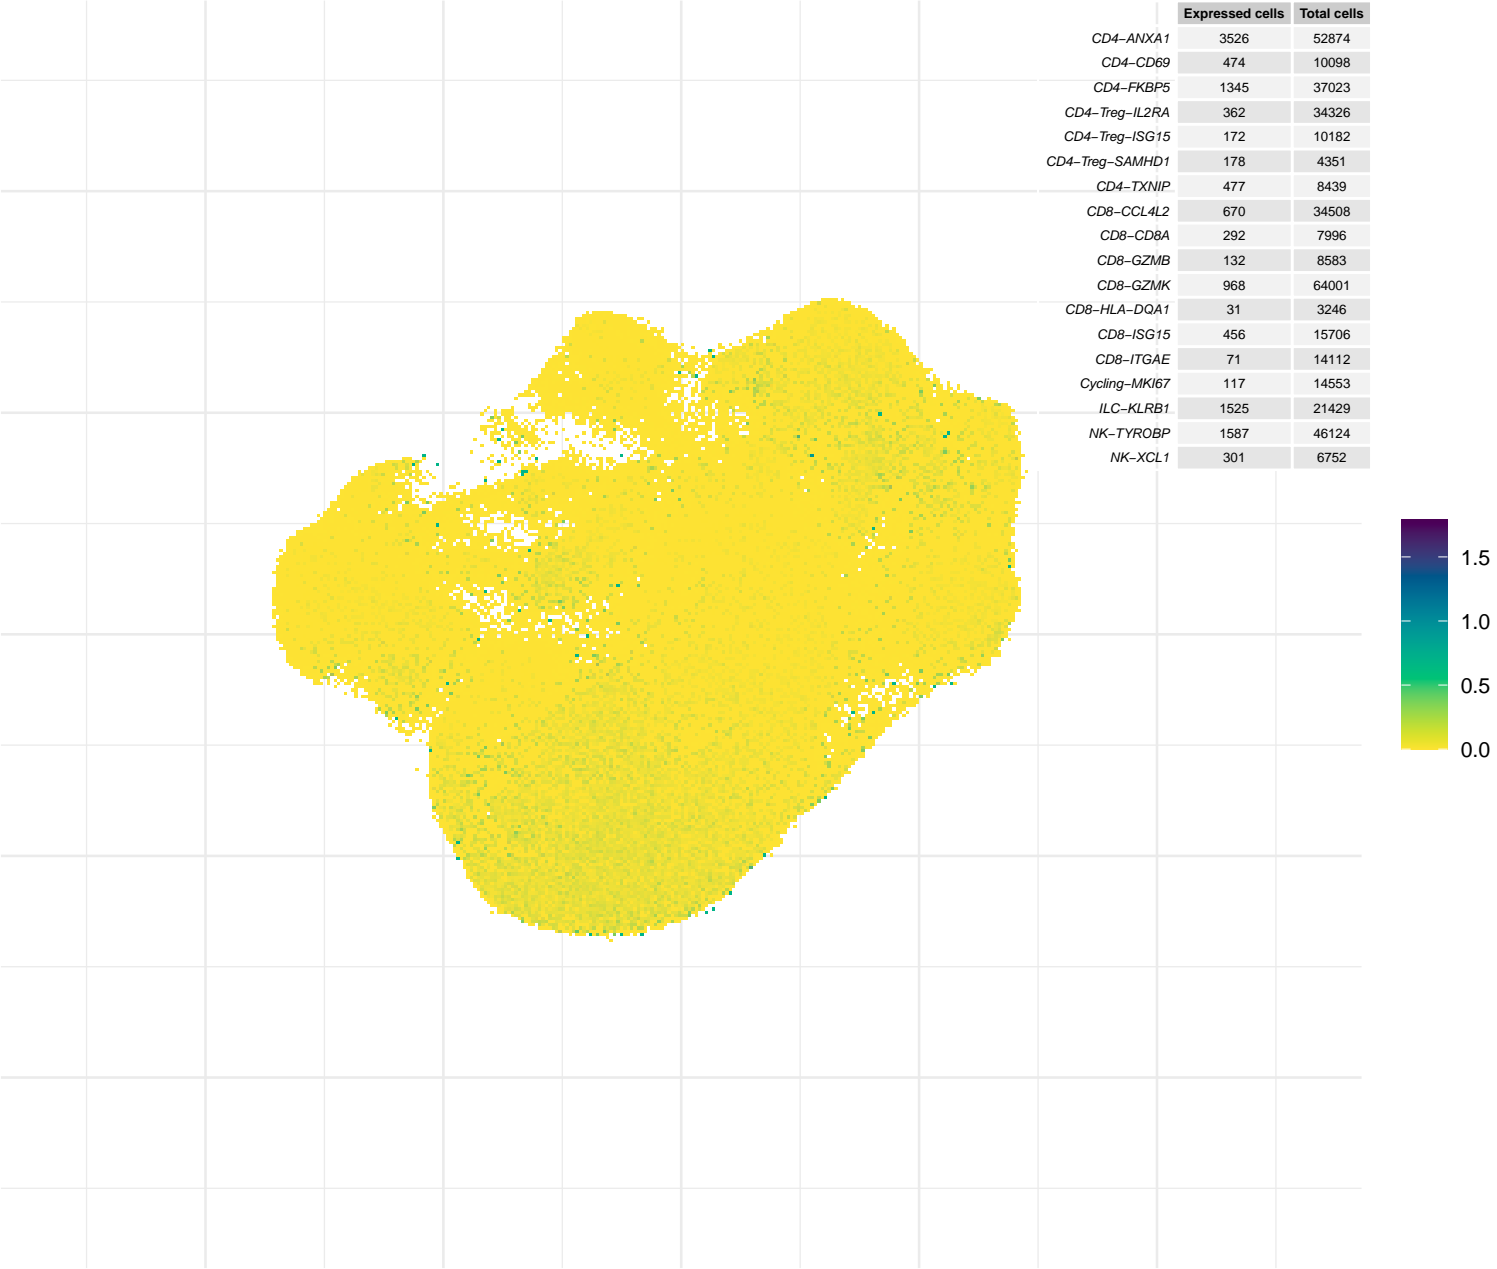 Expressed cells Total cells
CD4−ANXA1 3526 52874
CD4−CD69 474 10098
CD4−FKBP5 1345 37023
CD4−Treg−IL2RA 362 34326
CD4−Treg−ISG15 172 10182
CD4−Treg−SAMHD1 178 4351
CD4−TXNIP 477 8439
CD8−CCL4L2 670 34508
CD8−CD8A 292 7996
CD8−GZMB 132 8583
CD8−GZMK 968 64001
CD8−HLA−DQA1 31 3246
CD8−ISG15 456 15706
CD8−ITGAE 71 14112
Cycling−MKI67 117 14553
ILC−KLRB1 1525 21429
NK−TYROBP 1587 46124
NK−XCL1 301 6752
1.5
1.0
0.5
0.0